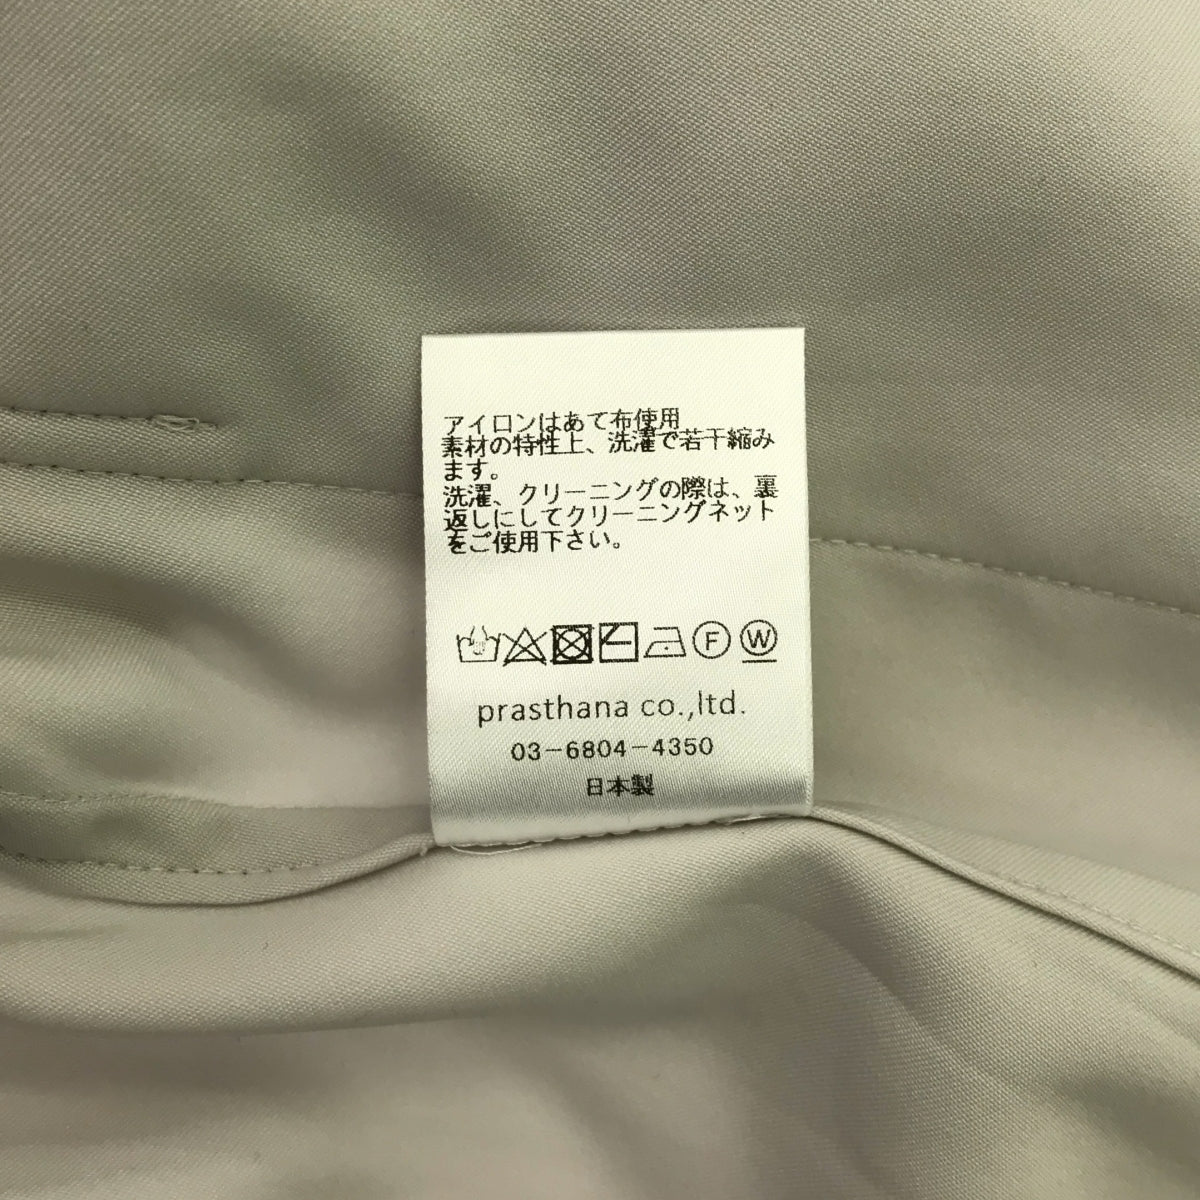 アイロンはあて布使用
素材の特性上、洗濯で若干縮み
ます。
洗濯、クリーニングの際は、裏
返しにしてクリーニングネット
をご使用下さい。
F W
prasthana co.,ltd.
03-6804-4350
日本製